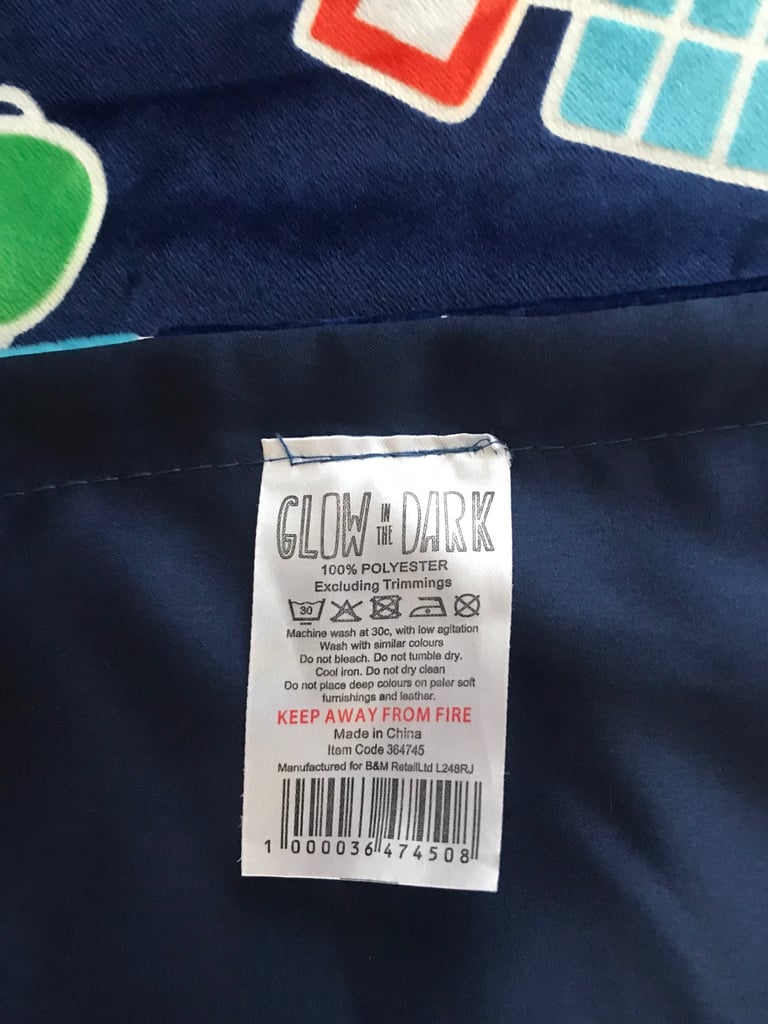 GLOW IN THE DARK
100% POLYESTER
Excluding Trimmings
30
Machine wash at 30c, with low agitation
Wash with similar colours
Do not bleach. Do not tumble dry.
Cool iron. Do not dry clean
Do not place deep colours on paler soft
furnishings and leather.
KEEP AWAY FROM FIRE
Made in China
Item Code 364745
Manufactured for B&M RetailLtd L248RJ
1 000036 474508